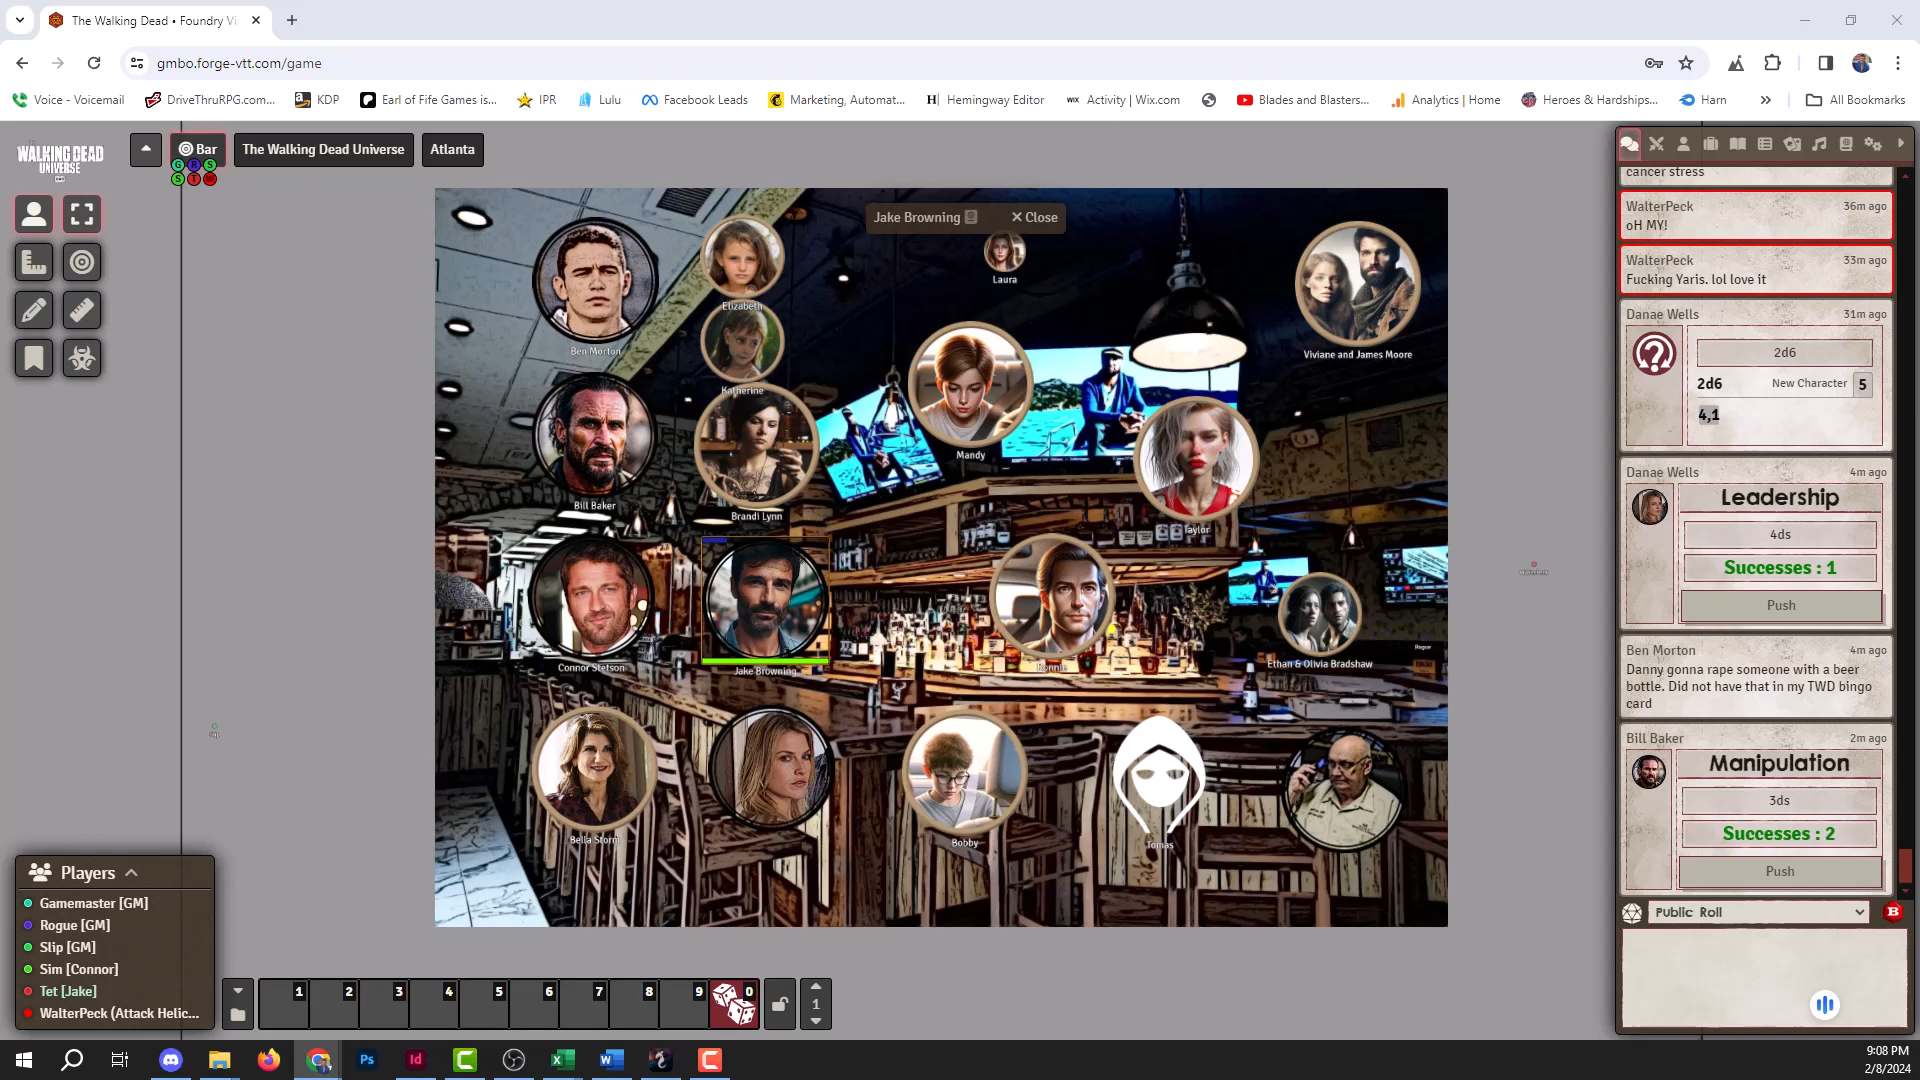 The Walking Dead • Foundry Vi
gmbo.forge-vtt.com/game
Voice - Voicemail
DriveThruRPG.com...
KDP
Earl of Fife Games is...
IPR
Lulu
Facebook Leads
Marketing, Automat...
Hemingway Editor
WIX
Activity | Wix.com
Blades and Blasters...
Analytics | Home
Heroes & Hardships...
Harn
All Bookmarks
WALKING DEAD
UNIVERSE
Bar
The Walking Dead Universe
Atlanta
G R S
S T W
Jake Browning
Close
Ben Morton
Elizabeth
Laura
Viviane and James Moore
Katherine
Mandy
Bill Baker
Brandi Lynn
Taylor
Connor Stetson
Jake Browning
Ronnie
Ethan & Olivia Bradshaw
Rogue
Bella Storm
Bobby
Tomas
cancer stress
WalterPeck
36m ago
oH MY!
WalterPeck
33m ago
Fucking Yaris. lol love it
Danae Wells
31m ago
2d6
2d6
New Character
5
4,1
Danae Wells
4m ago
Leadership
4ds
Successes : 1
Push
Ben Morton
4m ago
Danny gonna rape someone with a beer
bottle. Did not have that in my TWD bingo
card
Bill Baker
2m ago
Manipulation
3ds
Successes : 2
Push
Public Roll
B
Players
Gamemaster [GM]
Rogue [GM]
Slip [GM]
Sim [Connor]
Tet [Jake]
WalterPeck (Attack Helic...
1 2 3 4 5 6 7 8 9 0
1
Ps
Id
9:08 PM
2/8/2024